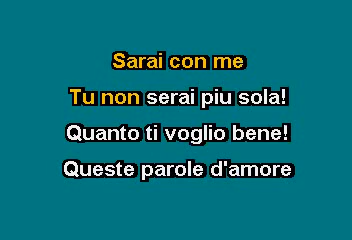 Sarai con me
Tu non serai piu sola!
Quanto ti voglio bene!
Queste parole d'amore